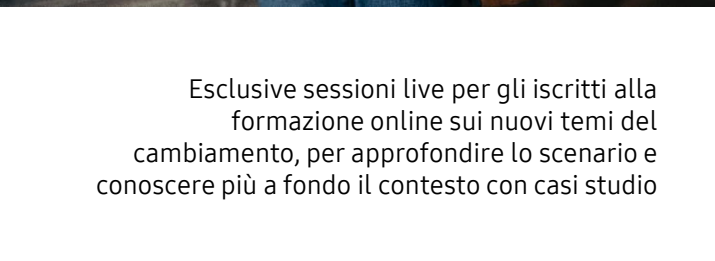 Esclusive sessioni live per gli iscritti alla
formazione online sui nuovi temi del
cambiamento, per approfondire lo scenario e
conoscere più a fondo il contesto con casi studio